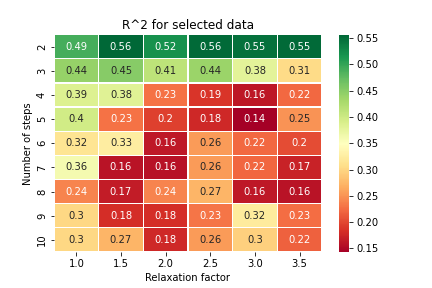 R^2 for selected data
Number of steps
2 0.49 0.56 0.52 0.56 0.55 0.55
3 0.44 0.45 0.41 0.44 0.38 0.31
4 0.39 0.38 0.23 0.19 0.16 0.22
5 0.4 0.23 0.2 0.18 0.14 0.25
6 0.32 0.33 0.16 0.26 0.22 0.2
7 0.36 0.16 0.16 0.26 0.22 0.17
8 0.24 0.17 0.24 0.27 0.16 0.16
9 0.3 0.18 0.18 0.23 0.32 0.23
10 0.3 0.27 0.18 0.26 0.3 0.22
1.0 1.5 2.0 2.5 3.0 3.5
Relaxation factor
0.55
0.50
0.45
0.40
0.35
0.30
0.25
0.20
0.15